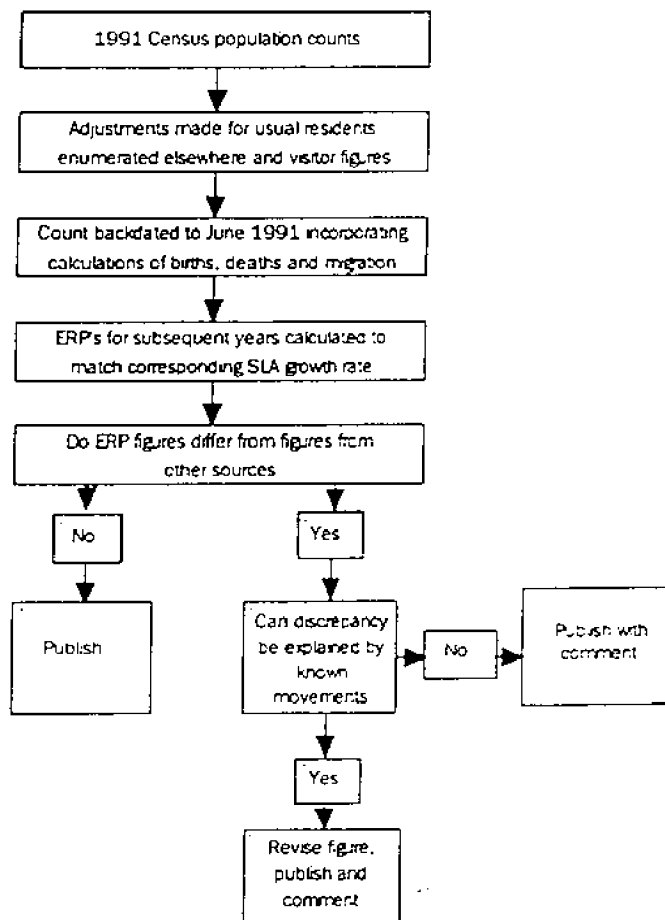 1991 Census population counts
Adjustments made for usual residents
enumerated elsewhere and visitor figures
Count backdated to June 1991 incorporating
calculations of births, deaths and migration
ERP's for subsequent years calculated to
match corresponding SLA growth rate
Do ERP figures differ from figures from
other sources
No
Yes
Publish
Can discrepancy
be explained by
known
movements
No
Publish with
comment
Yes
Revise figure,
publish and
comment